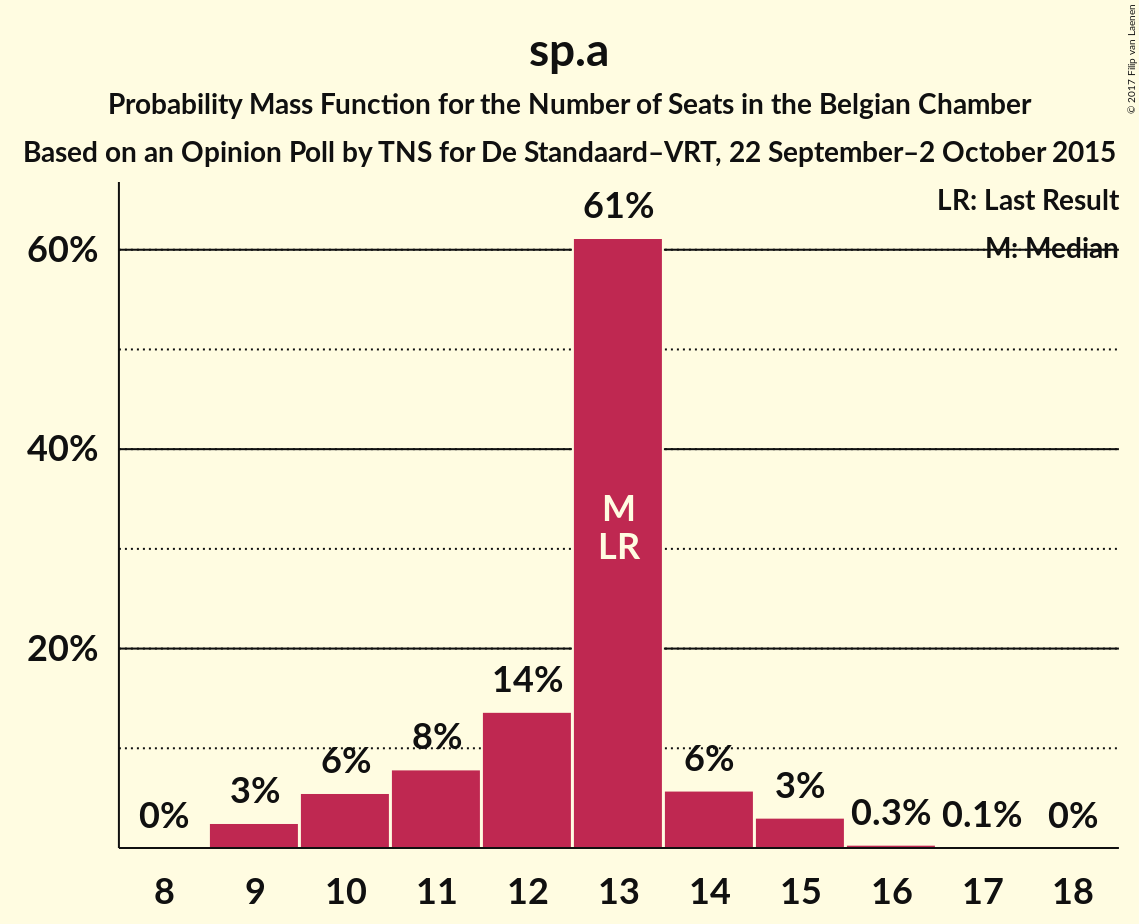 sp.a
Probability Mass Function for the Number of Seats in the Belgian Chamber
Based on an Opinion Poll by TNS for De Standaard–VRT, 22 September–2 October 2015
© 2017 Filip van Laenen
LR: Last Result
M: Median
61%
60%
40%
M
LR
20%
14%
8%
6%
6%
3%
3%
0%
0.3%
0.1%
0%
8 9 10 11 12 13 14 15 16 17 18